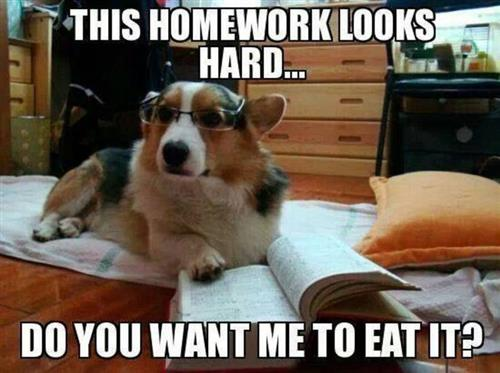 THIS HOMEWORK LOOKS
HARD...
DO YOU WANT ME TO EAT IT?